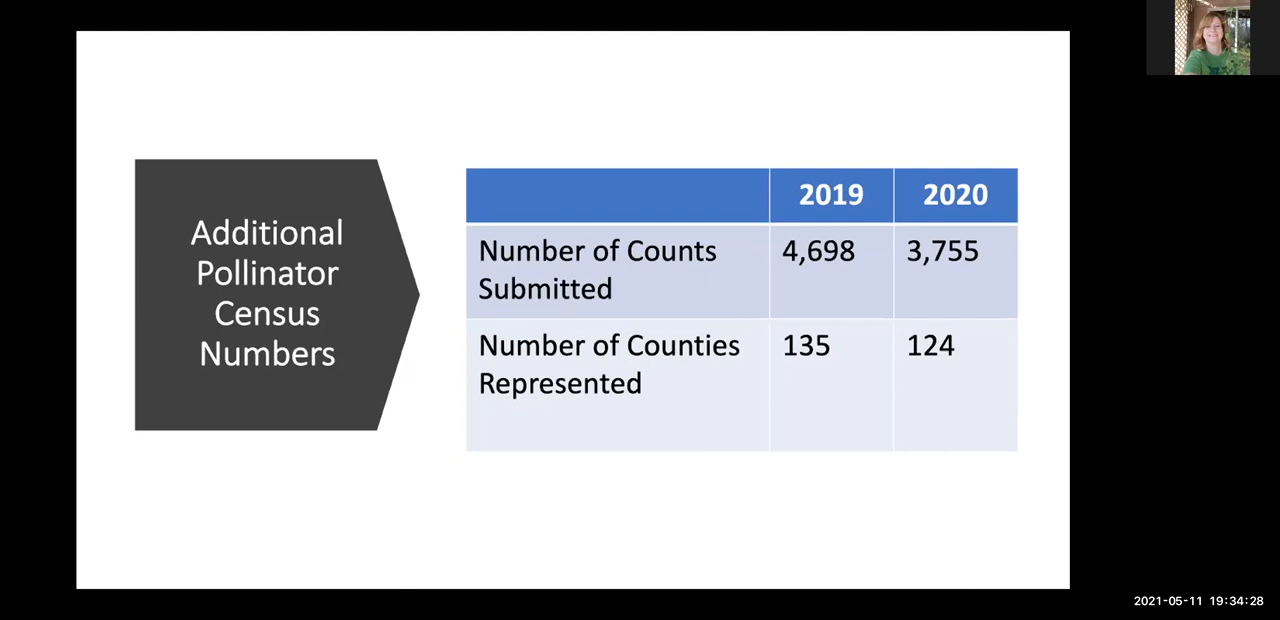 Additional
Pollinator
Census
Numbers
2019 2020
Number of Counts 4,698 3,755
Submitted
Number of Counties 135 124
Represented
2021-05-11 19:34:28